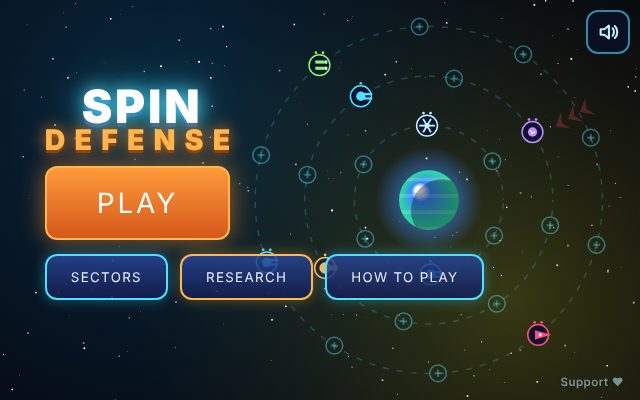 SPIN
DEFENSE
PLAY
SECTORS
RESEARCH
HOW TO PLAY
Support